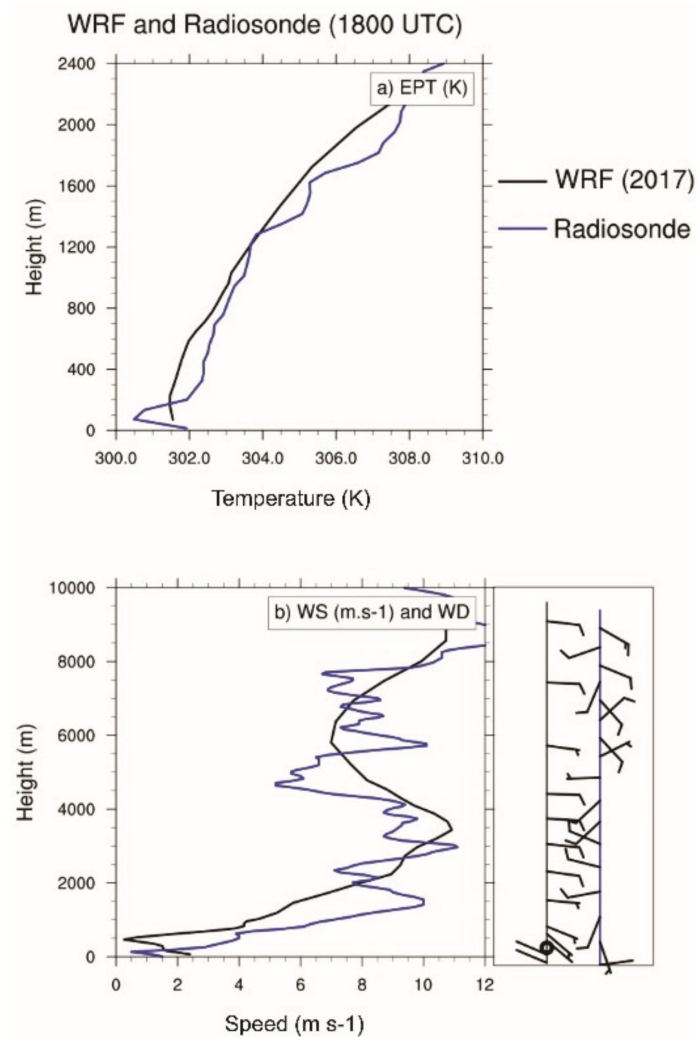 WRF and Radiosonde (1800 UTC)
2400
a) EPT (K)
2000
1600
1200
800
400
0
Height (m)
300.0 302.0 304.0 306.0 308.0 310.0
Temperature (K)
WRF (2017)
Radiosonde
10000
b) WS (m.s-1) and WD
8000
6000
4000
2000
0
Height (m)
0 2 4 6 8 10 12
Speed (m s-1)